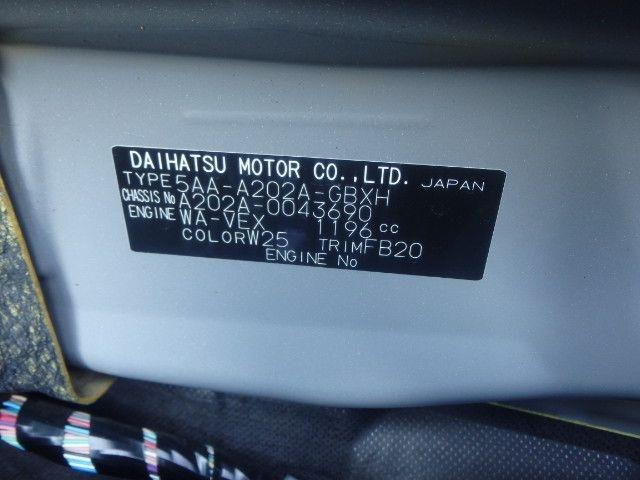 DAIHATSU MOTOR CO.,LTD. JAPAN
TYPE 5AA-A202A-GBXH
CHASSIS No A202A-0043690
ENGINE WA-VEX 1196 cc
COLOR W25 TRIM FB20
ENGINE No